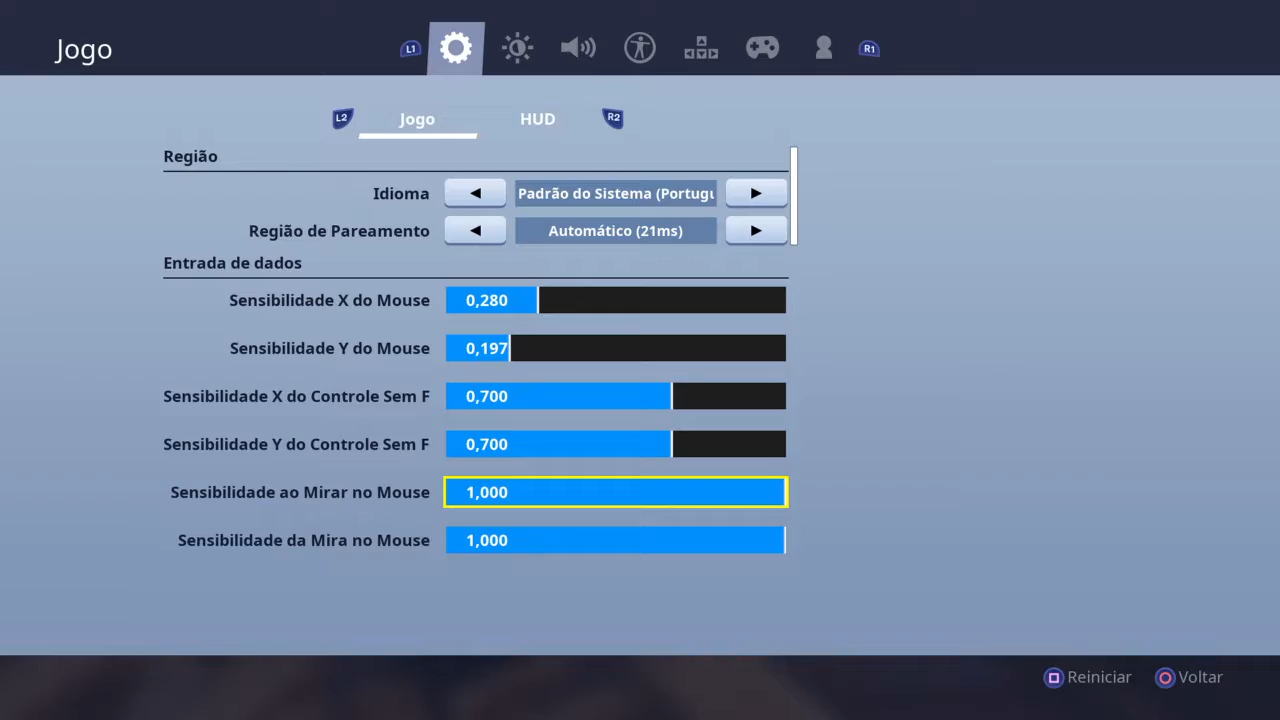 Jogo
L1
R1
L2
Jogo
HUD
R2
Região
Idioma
Padrão do Sistema (Portugu
Região de Pareamento
Automático (21ms)
Entrada de dados
Sensibilidade X do Mouse
0,280
Sensibilidade Y do Mouse
0,197
Sensibilidade X do Controle Sem F
0,700
Sensibilidade Y do Controle Sem F
0,700
Sensibilidade ao Mirar no Mouse
1,000
Sensibilidade da Mira no Mouse
1,000
Reiniciar
Voltar